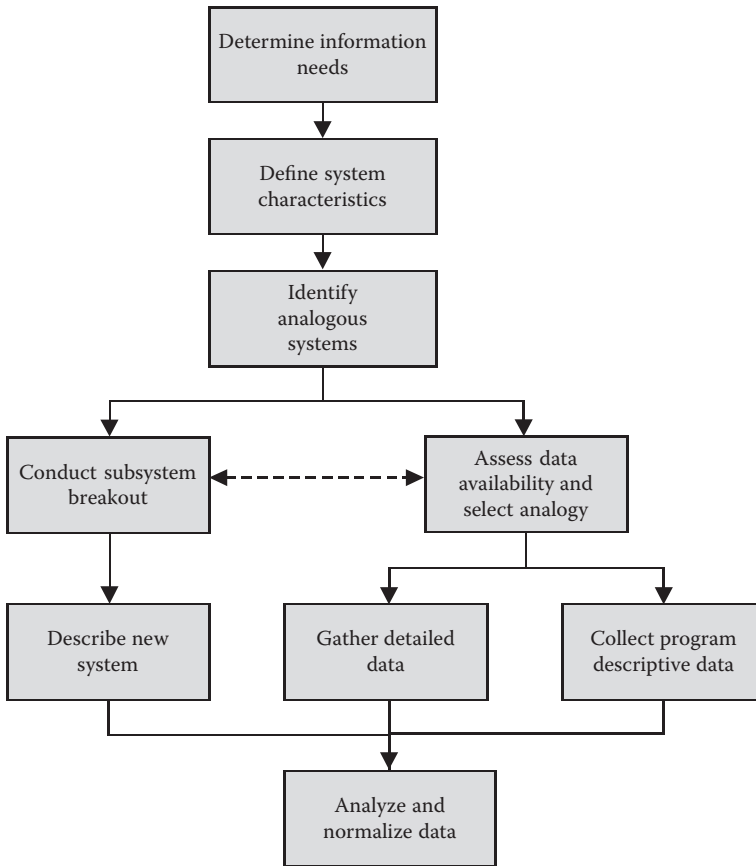 Determine information
needs
Define system
characteristics
Identify
analogous
systems
Conduct subsystem
breakout
Assess data
availability and
select analogy
Describe new
system
Gather detailed
data
Collect program
descriptive data
Analyze and
normalize data